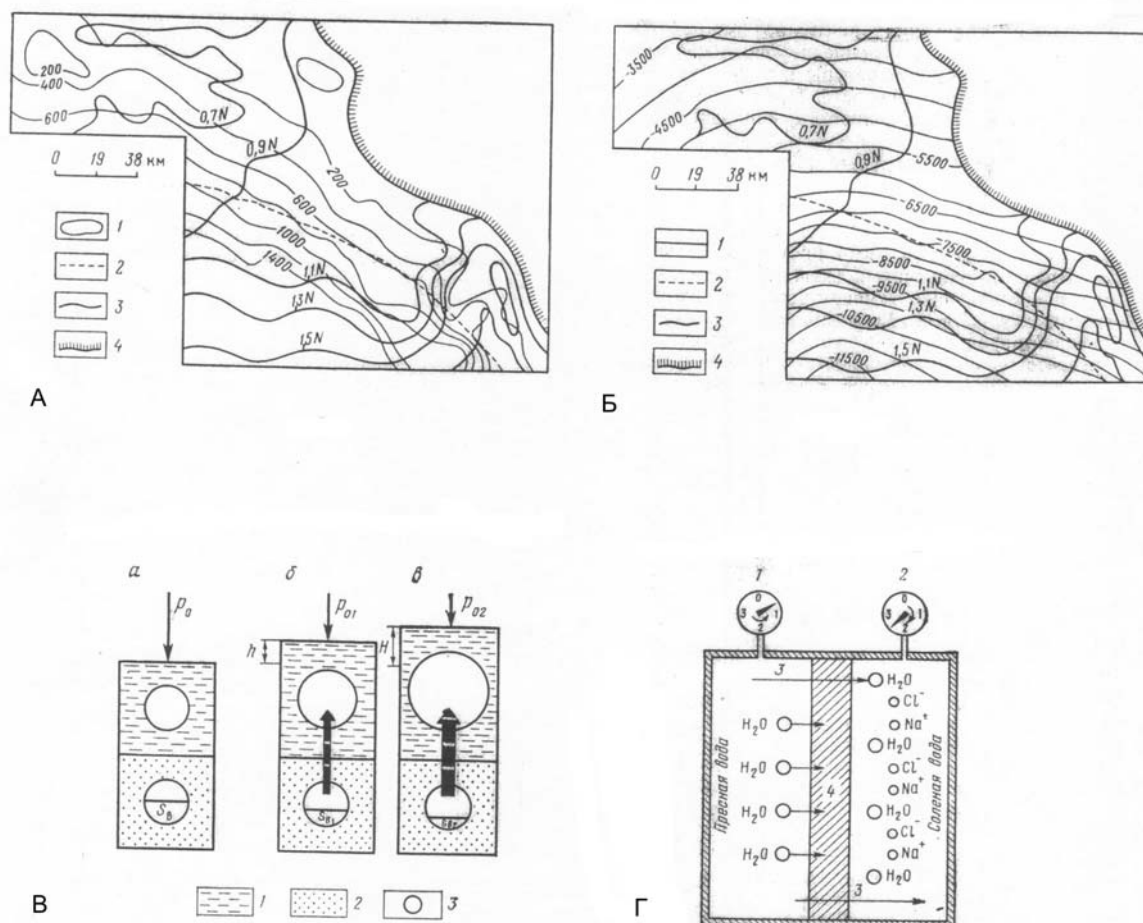 200
400
600
0,7N
0,9N
200
600
1000
1400
1,1N
1,3N
1,5N
0 19 38 км
1
2
3
4
А
-3500
-4500
0,7N
0,9N
-5500
-6500
-7500
-8500
-9500
1,1N
1,3N
-10500
1,5N
-11500
0 19 38 км
1
2
3
4
Б
а б в
P₀ P₀₁ P₀₂
h H
Sв Sв₁
1 2 3
В
1 2
0 1 2 3
0 1 2 3
3
H₂O
Cl⁻
H₂O
Na⁺
H₂O
H₂O
Cl⁻
4
Na⁺
H₂O
H₂O
Cl⁻
H₂O
Na⁺
H₂O
3
Пресная вода
Соленая вода
Г